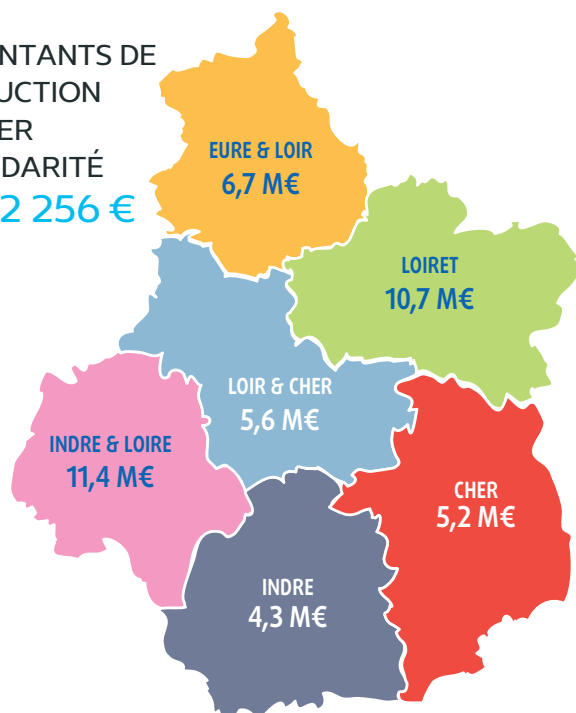 NTANTS DE
UCTION
ER
DARITÉ
2 256 €
EURE & LOIR
6,7 M€
LOIRET
10,7 M€
LOIR & CHER
5,6 M€
INDRE & LOIRE
11,4 M€
CHER
5,2 M€
INDRE
4,3 M€